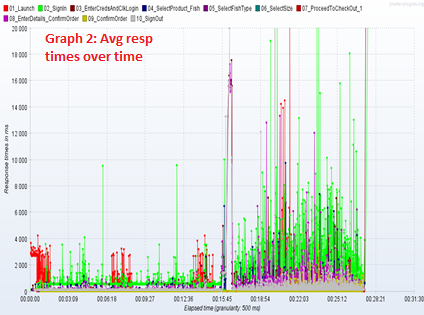 01_Launch 02_SignIn 03_EnterCredsAndClkLogin 04_SelectProduct_Fish 05_SelectFishType 06_SelectSize 07_ProceedToCheckOut_1
08_EnterDetails_ConfirmOrder 09_ConfirmOrder 10_SignOut
Graph 2: Avg resp
times over time
Response times in ms
20 000
18 000
16 000
14 000
12 000
10 000
8 000
6 000
4 000
2 000
0
00:00:00 00:03:09 00:06:18 00:09:27 00:12:36 00:15:45 00:18:54 00:22:03 00:25:12 00:28:21 00:31:30
Elapsed time (granularity: 500 ms)